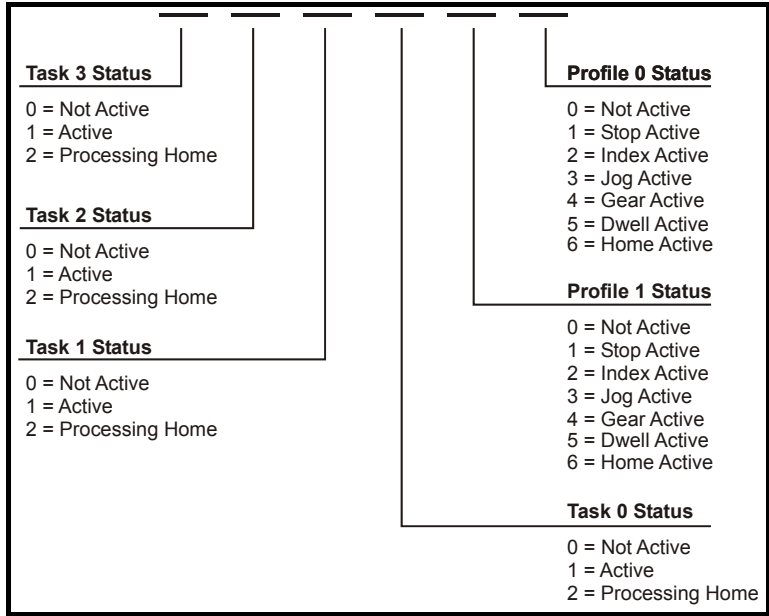 Task 3 Status
0 = Not Active
1 = Active
2 = Processing Home
Task 2 Status
0 = Not Active
1 = Active
2 = Processing Home
Task 1 Status
0 = Not Active
1 = Active
2 = Processing Home
Profile 0 Status
0 = Not Active
1 = Stop Active
2 = Index Active
3 = Jog Active
4 = Gear Active
5 = Dwell Active
6 = Home Active
Profile 1 Status
0 = Not Active
1 = Stop Active
2 = Index Active
3 = Jog Active
4 = Gear Active
5 = Dwell Active
6 = Home Active
Task 0 Status
0 = Not Active
1 = Active
2 = Processing Home